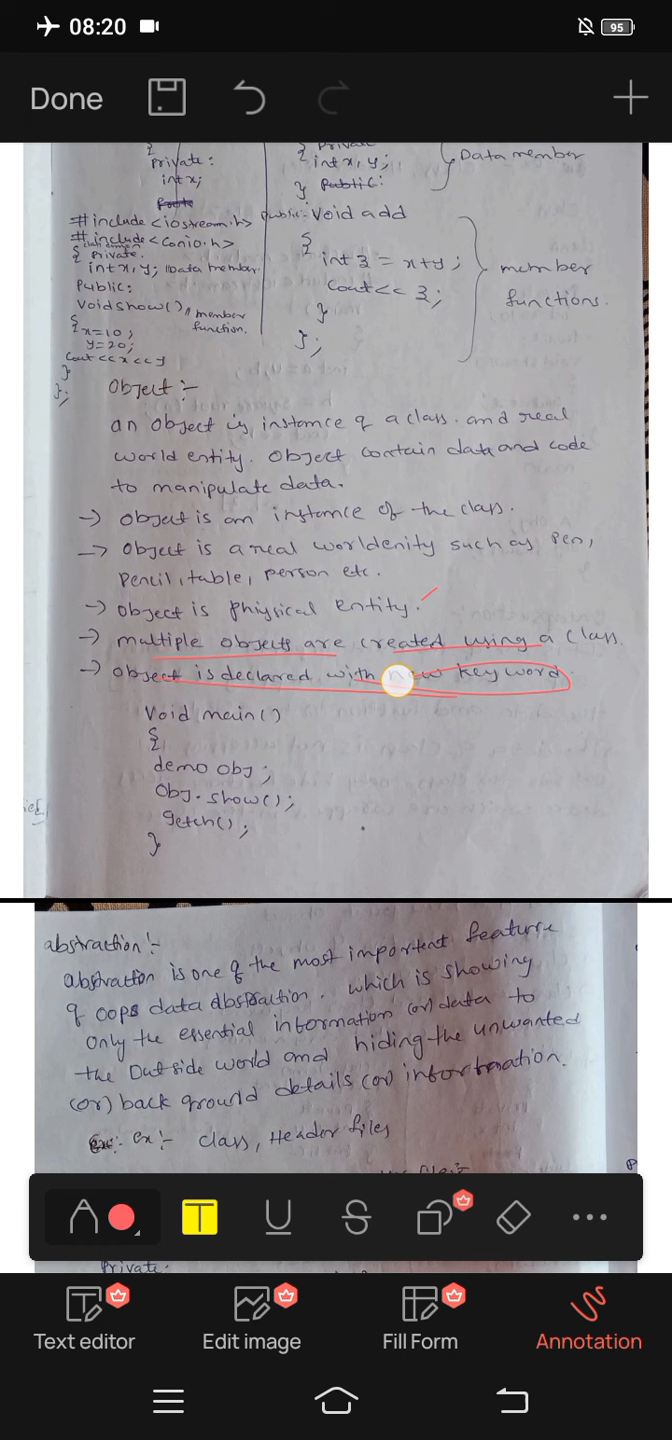 08:20
95
Done
private:
int x;
#include <iostream.h>
#include <conio.h>
{ private.
int x, y; //Data member.
Public:
Void show(), member
function.
{ x=10;
y=20;
Cout<<x<<y
}
};
{ private
int x, y;
} Public:
Data member
public: Void add
{
int z = x+y;
Cout<< z;
}
};
member
functions.
Object :-
an object is instance of a class. and real
world entity. Object contain data and code
to manipulate data.
-> Object is an instance of the class.
-> Object is a real worldenity such as pen,
pencil, table, person etc.
-> Object is phiysical entity.
-> multiple objects are created using a class.
-> object is declared with new key word.
Void main()
{
demo obj;
Obj. show();
getch();
}
abstraction :-
abstraction is one of the most important feature
of oops data abstraction. which is showing
only the essential information (or) data to
the outside world and hiding the unwanted
(or) back ground details (or) information.
ex :- class, Header files
T
U
S
Private:
Text editor
Edit image
Fill Form
Annotation